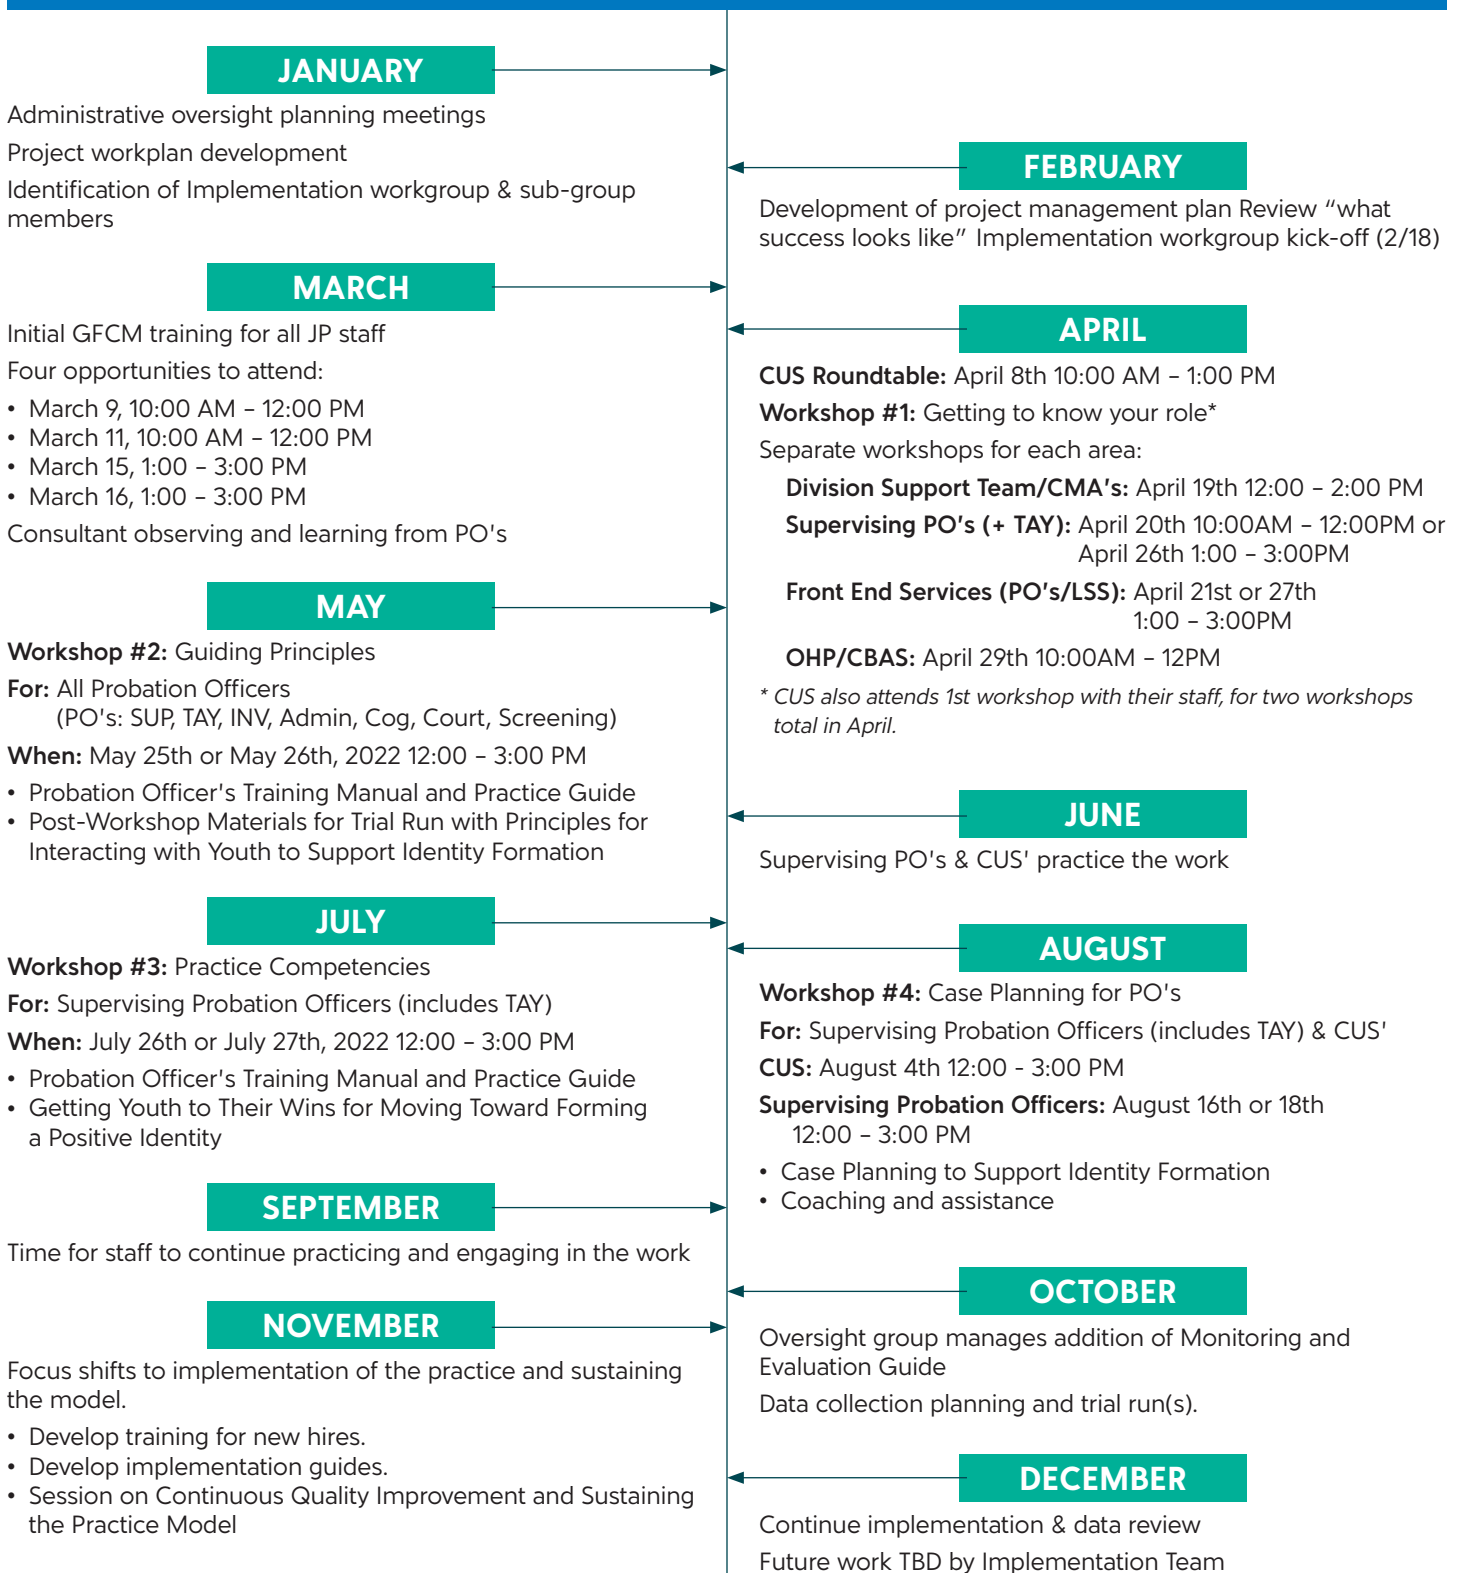 JANUARY
Administrative oversight planning meetings
Project workplan development
Identification of Implementation workgroup & sub-group
members
FEBRUARY
Development of project management plan Review “what
success looks like” Implementation workgroup kick-off (2/18)
MARCH
Initial GFCM training for all JP staff
Four opportunities to attend:
• March 9, 10:00 AM – 12:00 PM
• March 11, 10:00 AM – 12:00 PM
• March 15, 1:00 – 3:00 PM
• March 16, 1:00 – 3:00 PM
Consultant observing and learning from PO's
APRIL
CUS Roundtable: April 8th 10:00 AM – 1:00 PM
Workshop #1: Getting to know your role*
Separate workshops for each area:
Division Support Team/CMA's: April 19th 12:00 – 2:00 PM
Supervising PO's (+ TAY): April 20th 10:00AM – 12:00PM or
April 26th 1:00 – 3:00PM
Front End Services (PO's/LSS): April 21st or 27th
1:00 – 3:00PM
OHP/CBAS: April 29th 10:00AM – 12PM
* CUS also attends 1st workshop with their staff, for two workshops
total in April.
MAY
Workshop #2: Guiding Principles
For: All Probation Officers
(PO's: SUP, TAY, INV, Admin, Cog, Court, Screening)
When: May 25th or May 26th, 2022 12:00 – 3:00 PM
• Probation Officer's Training Manual and Practice Guide
• Post-Workshop Materials for Trial Run with Principles for
Interacting with Youth to Support Identity Formation
JUNE
Supervising PO's & CUS' practice the work
JULY
Workshop #3: Practice Competencies
For: Supervising Probation Officers (includes TAY)
When: July 26th or July 27th, 2022 12:00 – 3:00 PM
• Probation Officer's Training Manual and Practice Guide
• Getting Youth to Their Wins for Moving Toward Forming
a Positive Identity
AUGUST
Workshop #4: Case Planning for PO's
For: Supervising Probation Officers (includes TAY) & CUS'
CUS: August 4th 12:00 - 3:00 PM
Supervising Probation Officers: August 16th or 18th
12:00 – 3:00 PM
• Case Planning to Support Identity Formation
• Coaching and assistance
SEPTEMBER
Time for staff to continue practicing and engaging in the work
OCTOBER
Oversight group manages addition of Monitoring and
Evaluation Guide
Data collection planning and trial run(s).
NOVEMBER
Focus shifts to implementation of the practice and sustaining
the model.
• Develop training for new hires.
• Develop implementation guides.
• Session on Continuous Quality Improvement and Sustaining
the Practice Model
DECEMBER
Continue implementation & data review
Future work TBD by Implementation Team